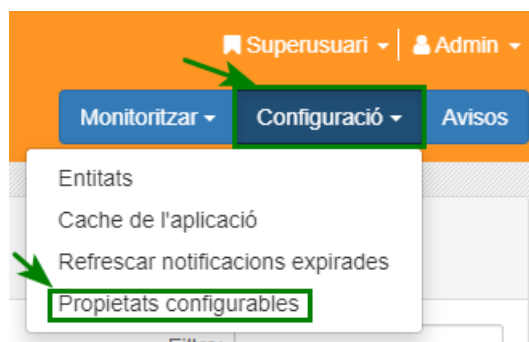 Superusuari Admin
Monitoritzar Configuració Avisos
Entitats
Cache de l'aplicació
Refrescar notificacions expirades
Propietats configurables